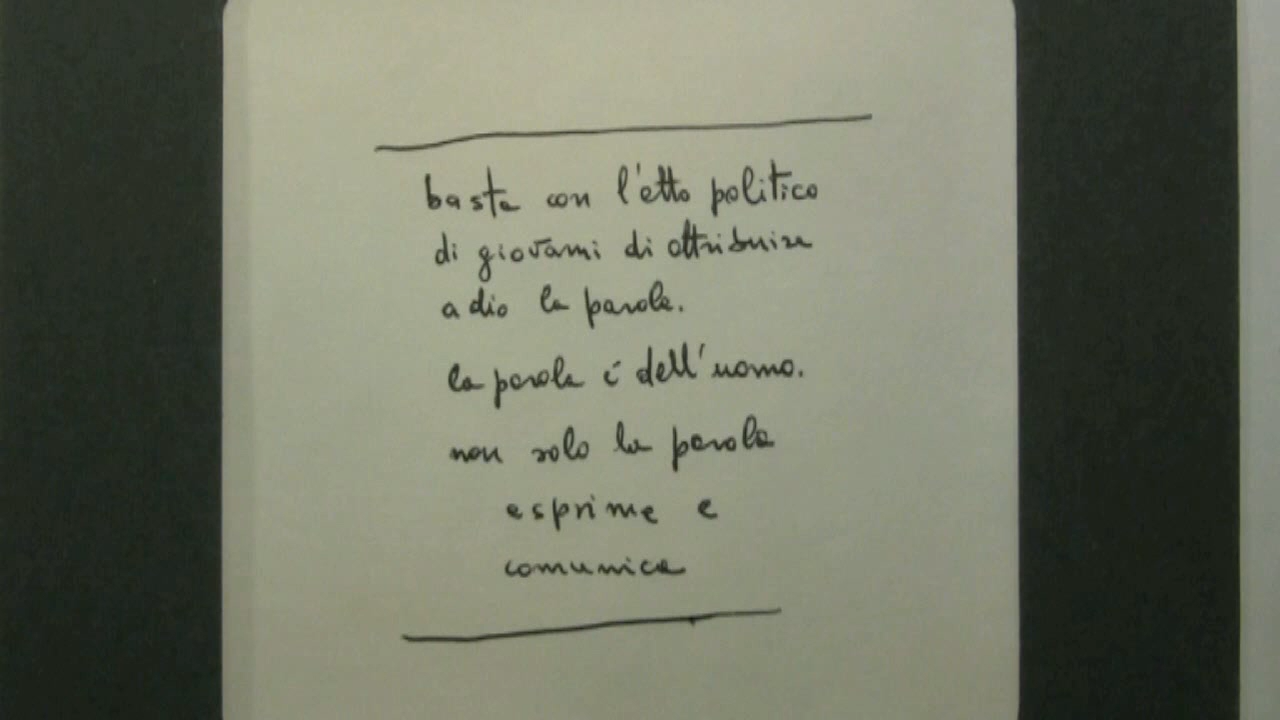 basta con l'atto politico
di giovanni di attribuire
a dio la parola.
la parola è dell'uomo.
non solo la parola
esprime e
comunica